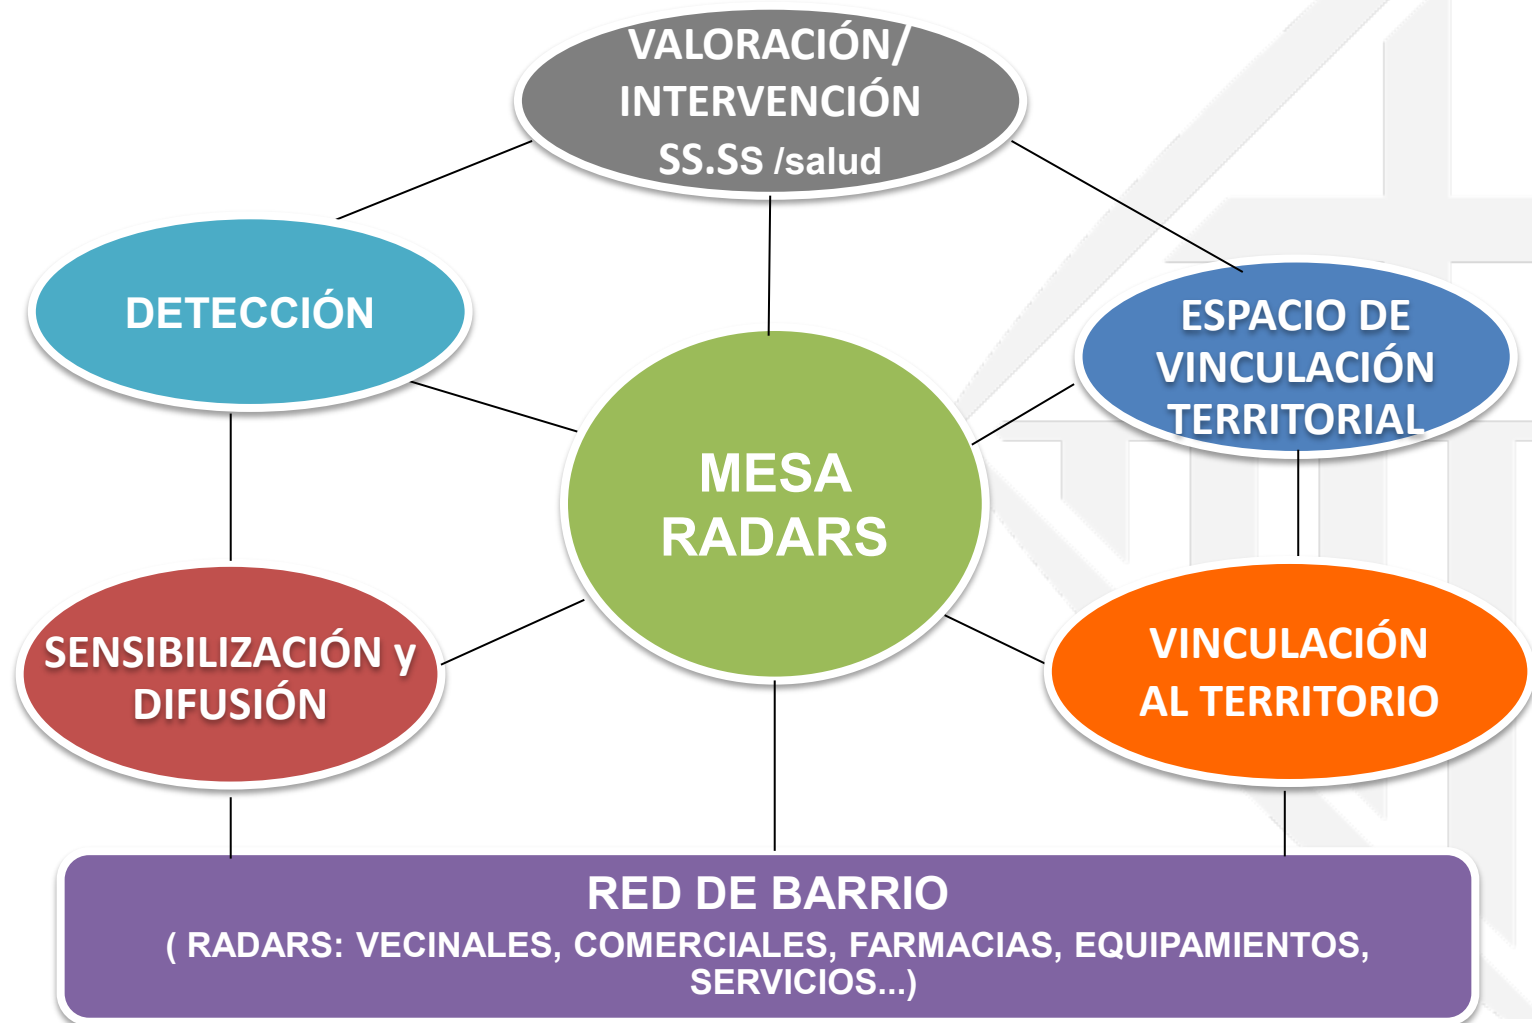 VALORACIÓN/
INTERVENCIÓN
SS.SS /salud
DETECCIÓN
ESPACIO DE
VINCULACIÓN
TERRITORIAL
MESA
RADARS
SENSIBILIZACIÓN y
DIFUSIÓN
VINCULACIÓN
AL TERRITORIO
RED DE BARRIO
( RADARS: VECINALES, COMERCIALES, FARMACIAS, EQUIPAMIENTOS,
SERVICIOS...)